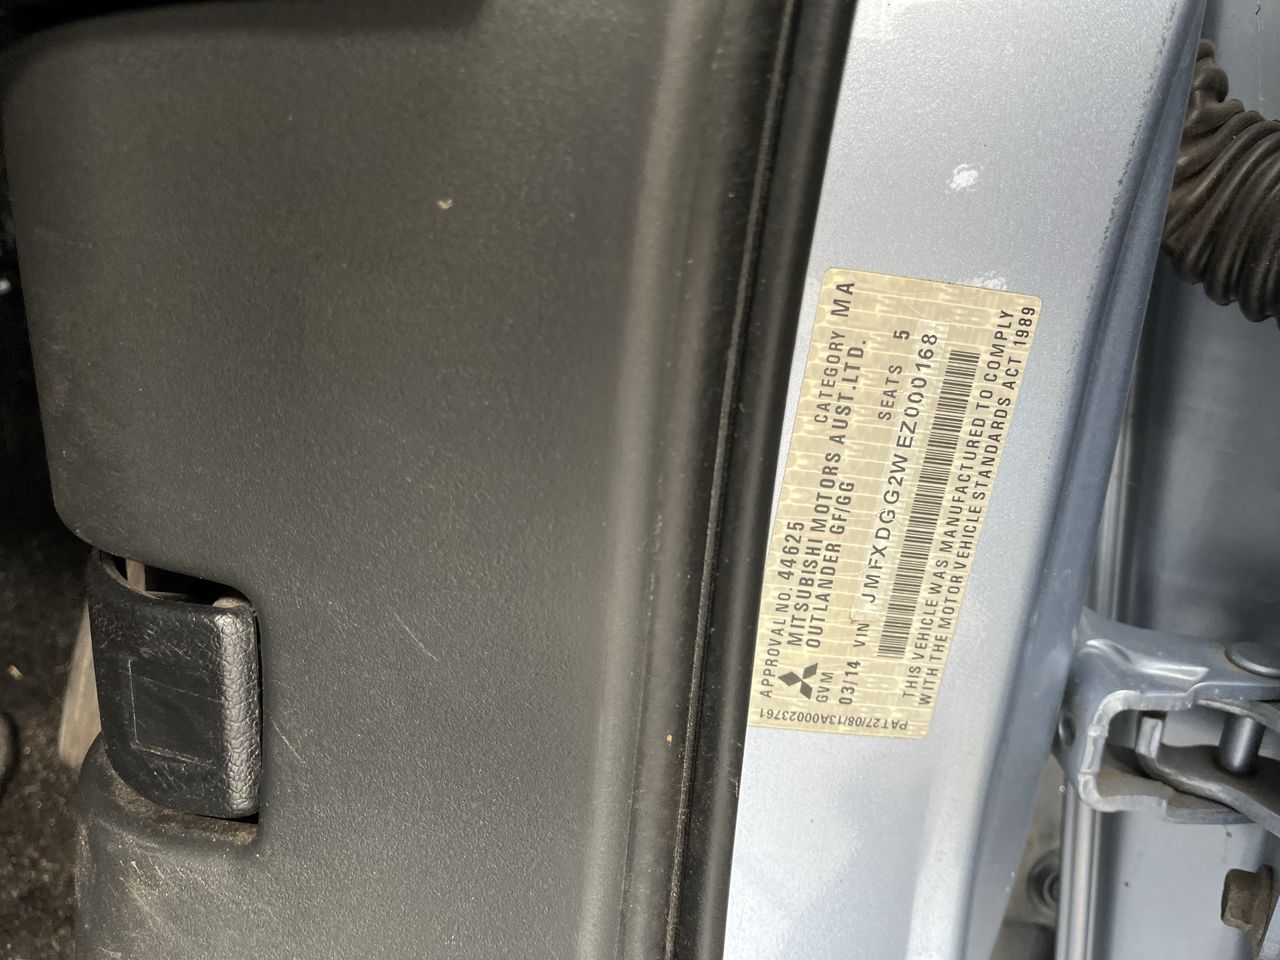 APPROVAL NO. 44625 CATEGORY MA
MITSUBISHI MOTORS AUST.LTD.
OUTLANDER GF/GG
GVM SEATS 5
03/14 VIN JMFXDGG2WEZ000168
THIS VEHICLE WAS MANUFACTURED TO COMPLY
WITH THE MOTOR VEHICLE STANDARDS ACT 1989
PAT27/08/13A00023761